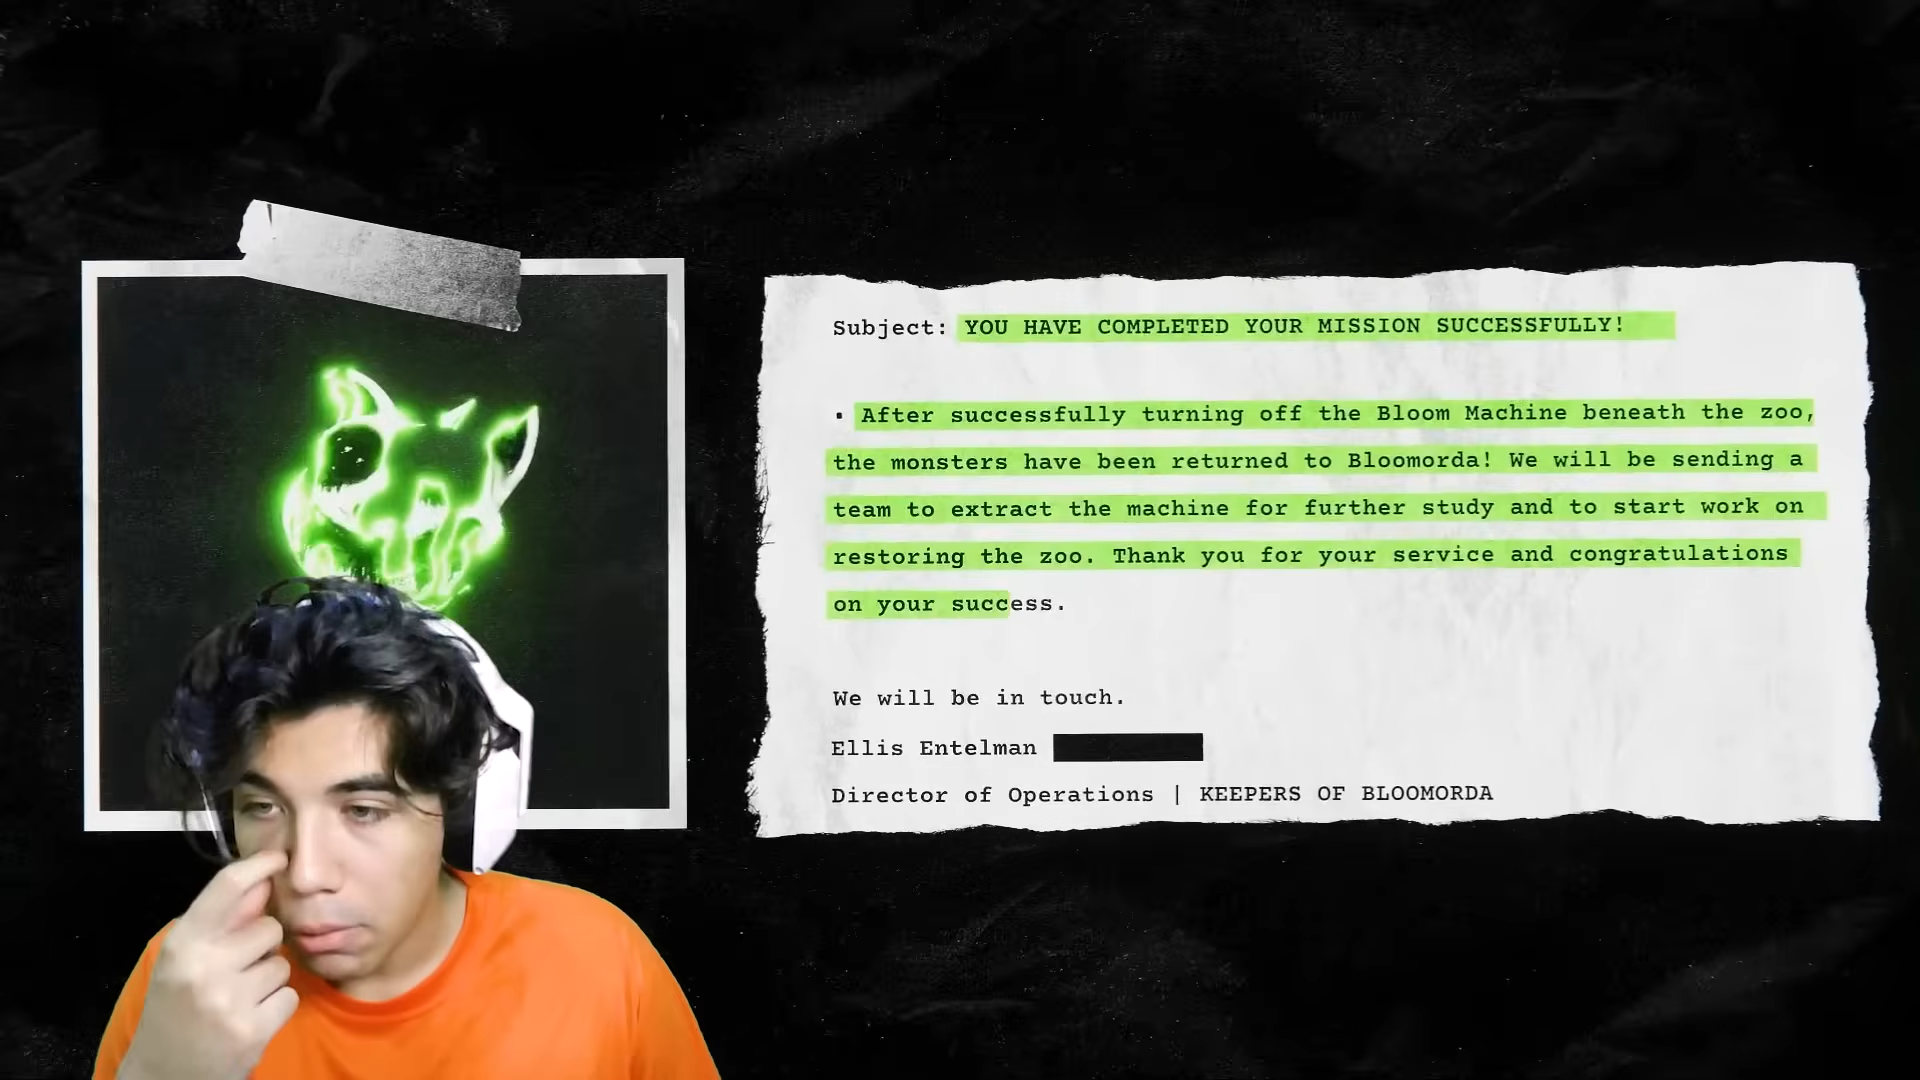 Subject: YOU HAVE COMPLETED YOUR MISSION SUCCESSFULLY!
· After successfully turning off the Bloom Machine beneath the zoo,
the monsters have been returned to Bloomorda! We will be sending a
team to extract the machine for further study and to start work on
restoring the zoo. Thank you for your service and congratulations
on your success.
We will be in touch.
Ellis Entelman
Director of Operations | KEEPERS OF BLOOMORDA